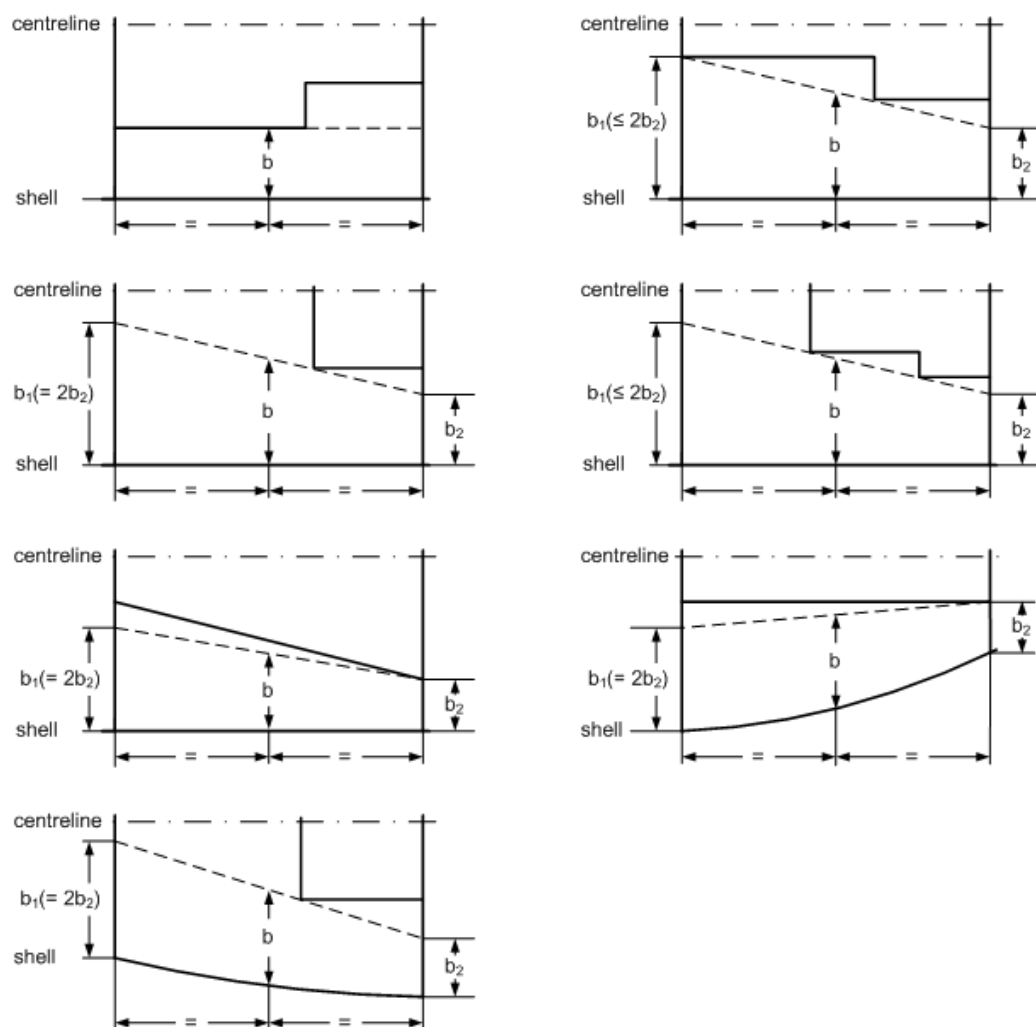 centreline
b
shell
= =
centreline
b₁(≤ 2b₂)
b
b₂
shell
= =
centreline
b₁(= 2b₂)
b
b₂
shell
= =
centreline
b₁(≤ 2b₂)
b
b₂
shell
= =
centreline
b₁(= 2b₂)
b
b₂
shell
= =
centreline
b₂
b
b₁(= 2b₂)
shell
= =
centreline
b₁(= 2b₂)
b
shell
b₂
= =